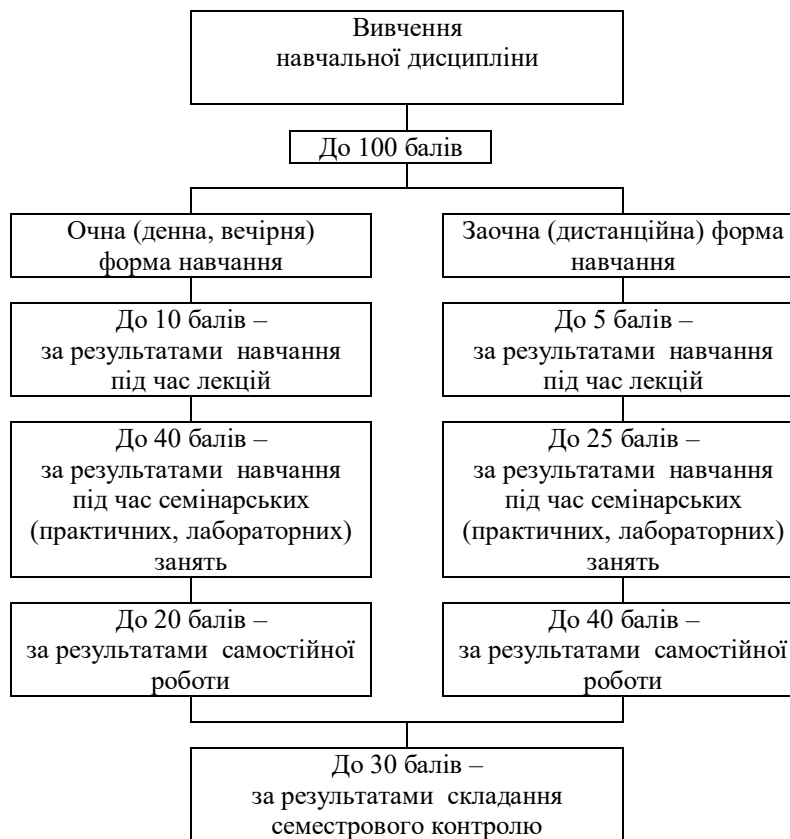 Вивчення
навчальної дисципліни
До 100 балів
Очна (денна, вечірня)
форма навчання
Заочна (дистанційна) форма
навчання
До 10 балів –
за результатами навчання
під час лекцій
До 5 балів –
за результатами навчання
під час лекцій
До 40 балів –
за результатами навчання
під час семінарських
(практичних, лабораторних)
занять
До 25 балів –
за результатами навчання
під час семінарських
(практичних, лабораторних)
занять
До 20 балів –
за результатами самостійної
роботи
До 40 балів –
за результатами самостійної
роботи
До 30 балів –
за результатами складання
семестрового контролю